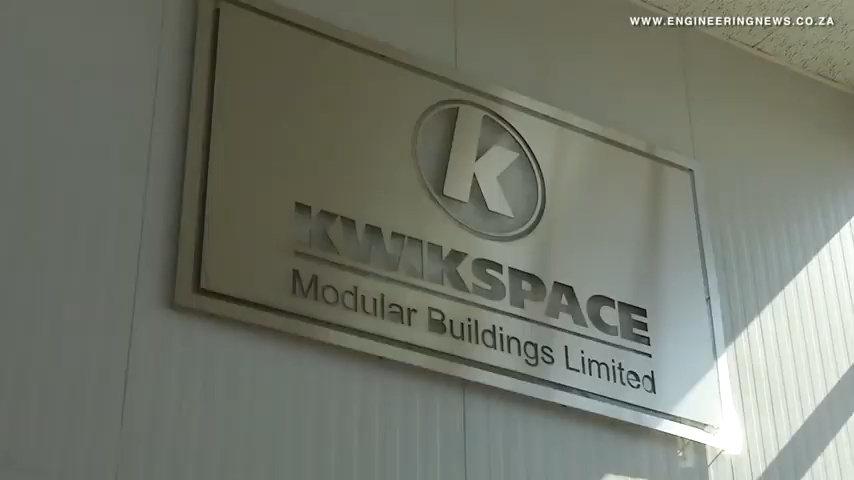 WWW.ENGINEERINGNEWS.CO.ZA
K
KWIKSPACE
Modular Buildings Limited